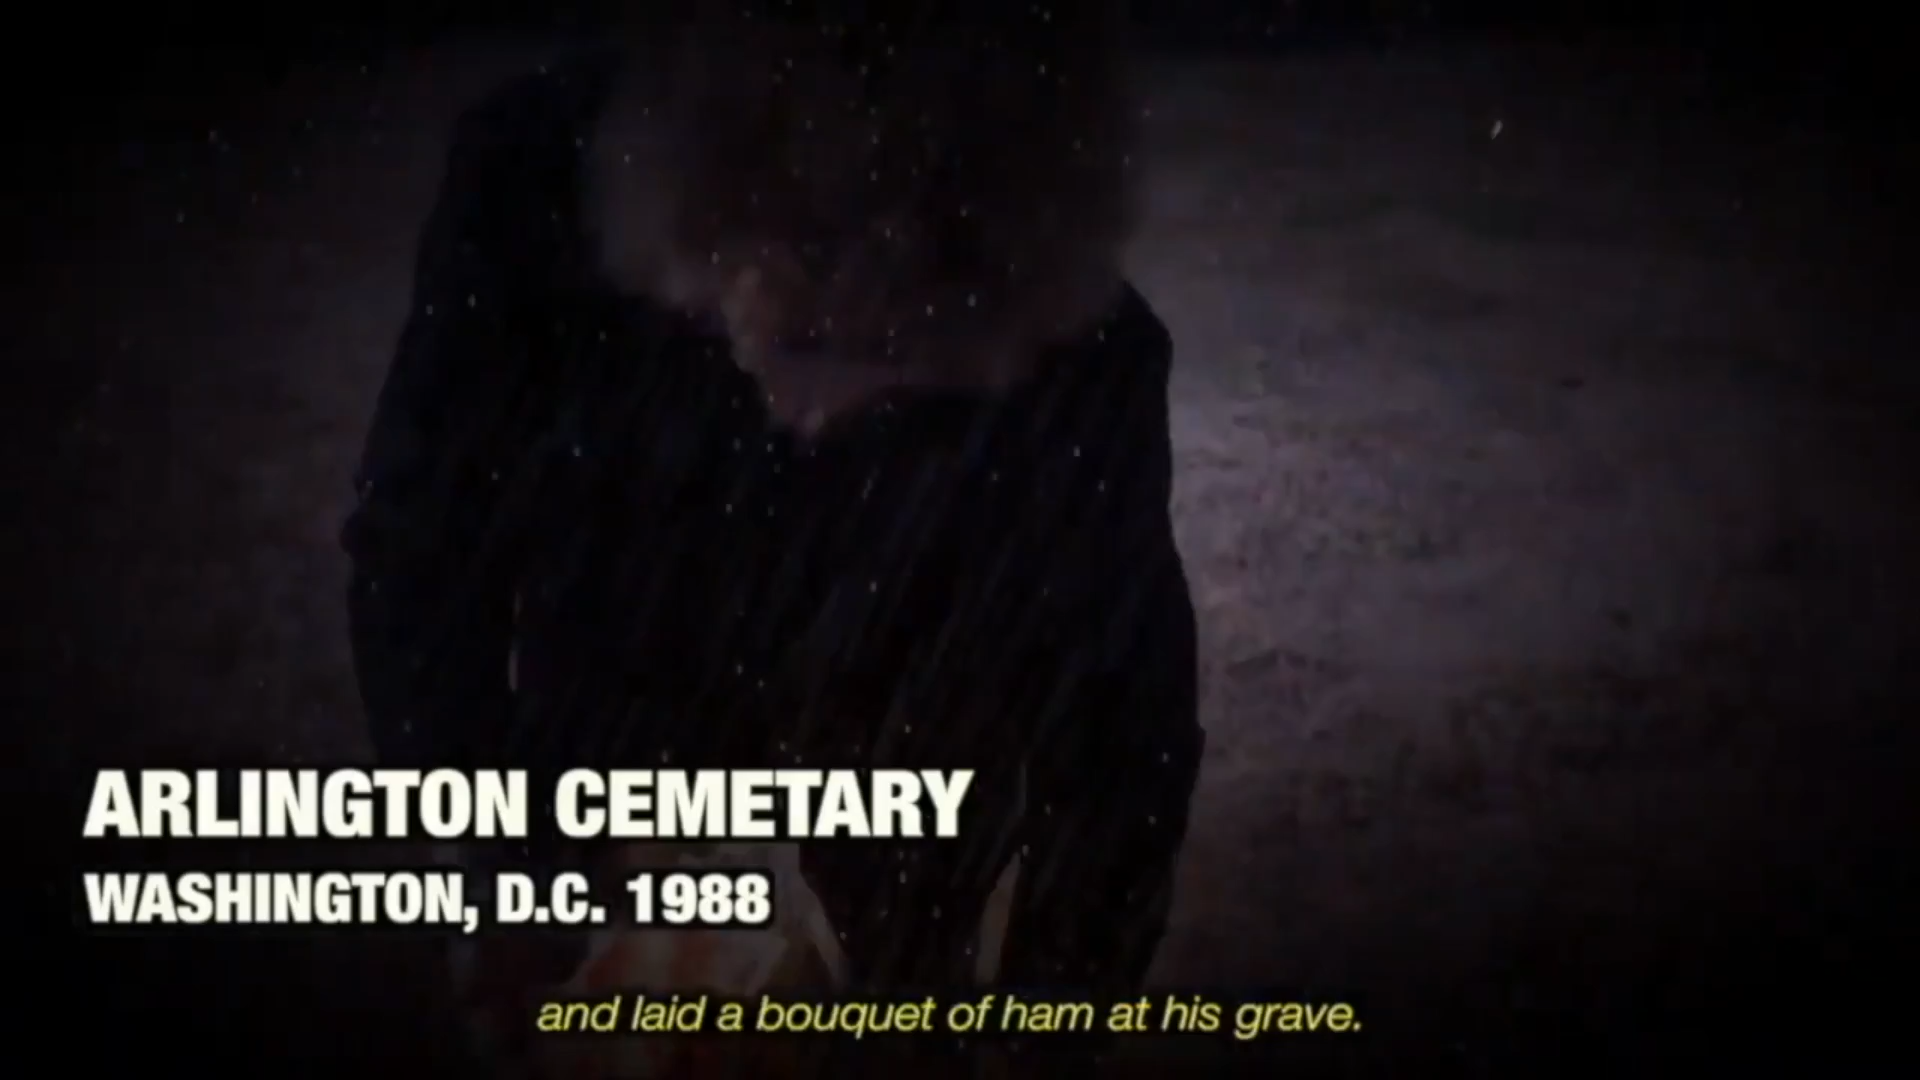 ARLINGTON CEMETARY
WASHINGTON, D.C. 1988
and laid a bouquet of ham at his grave.